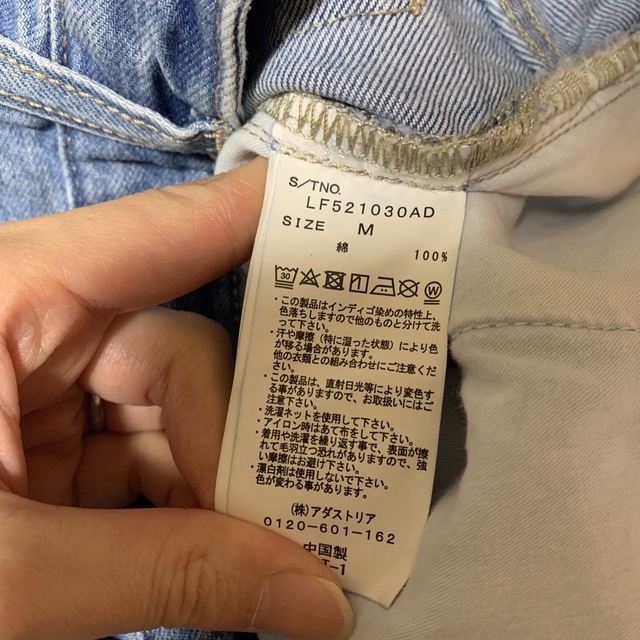 S/TNO.
LF521030AD
SIZE M
綿 100%
30
W
・この製品はインディゴ染めの特性上、
色落ちしますので他のものと分けて洗
って下さい。
・汗や摩擦（特に湿った状態）により色
が移る場合があります。
他の衣類との組み合わせにご注意くださ
い。
・この製品は、直射日光等により変色す
る事がありますので、お取扱いにはご
注意下さい。
・洗濯ネットを使用して下さい。
・アイロン時はあて布をして下さい。
・着用や洗濯を繰り返す事で、表面が擦
れて毛羽立つ恐れがありますので、強
い摩擦はお避け下さい。
・漂白剤は使用しないで下さい。
色が変わる事が　います。
(株)アダストリア
0120-601-162
中国製
T-1